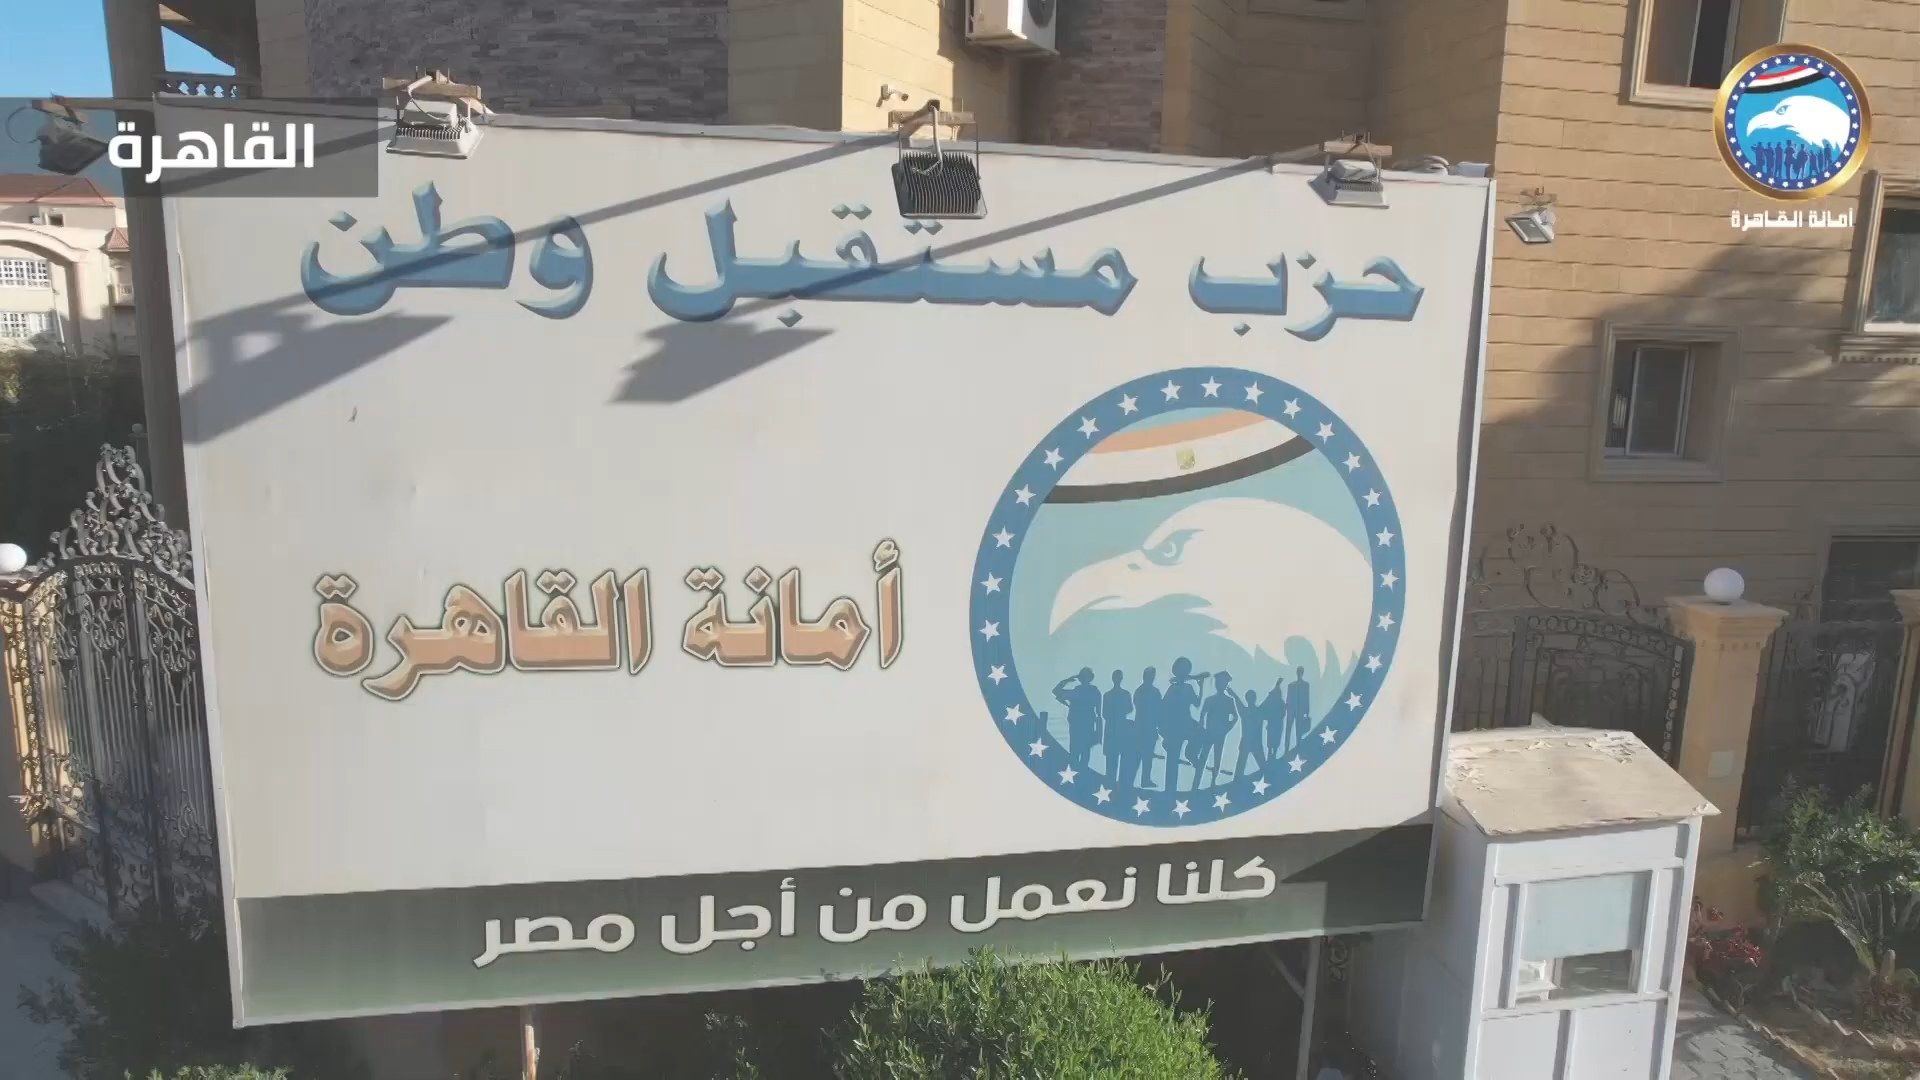 القاهرة
أمانة القاهرة
حزب مستقبل وطن
أمانة القاهرة
كلنا نعمل من أجل مصر